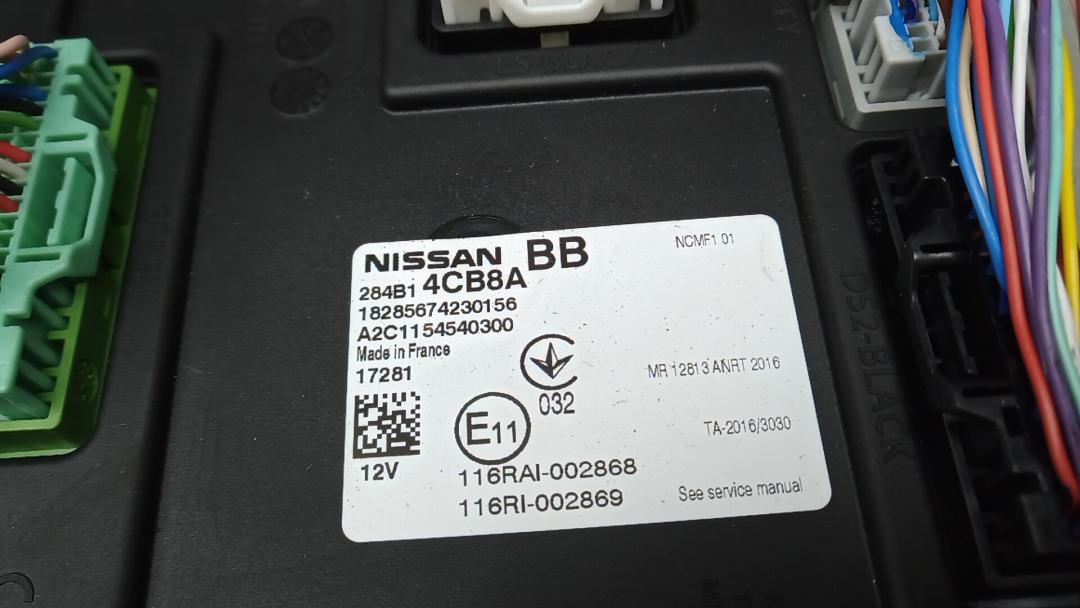 ES BLACK
NISSAN BB
NCMF1 01
284B1 4CB8A
18285674230156
A2C1154540300
Made in France
17281
MR 12813 ANRT 2016
032
E11
TA-2016/3030
12V
116RAI-002868
116RI-002869
See service manual
DS2-BLACK